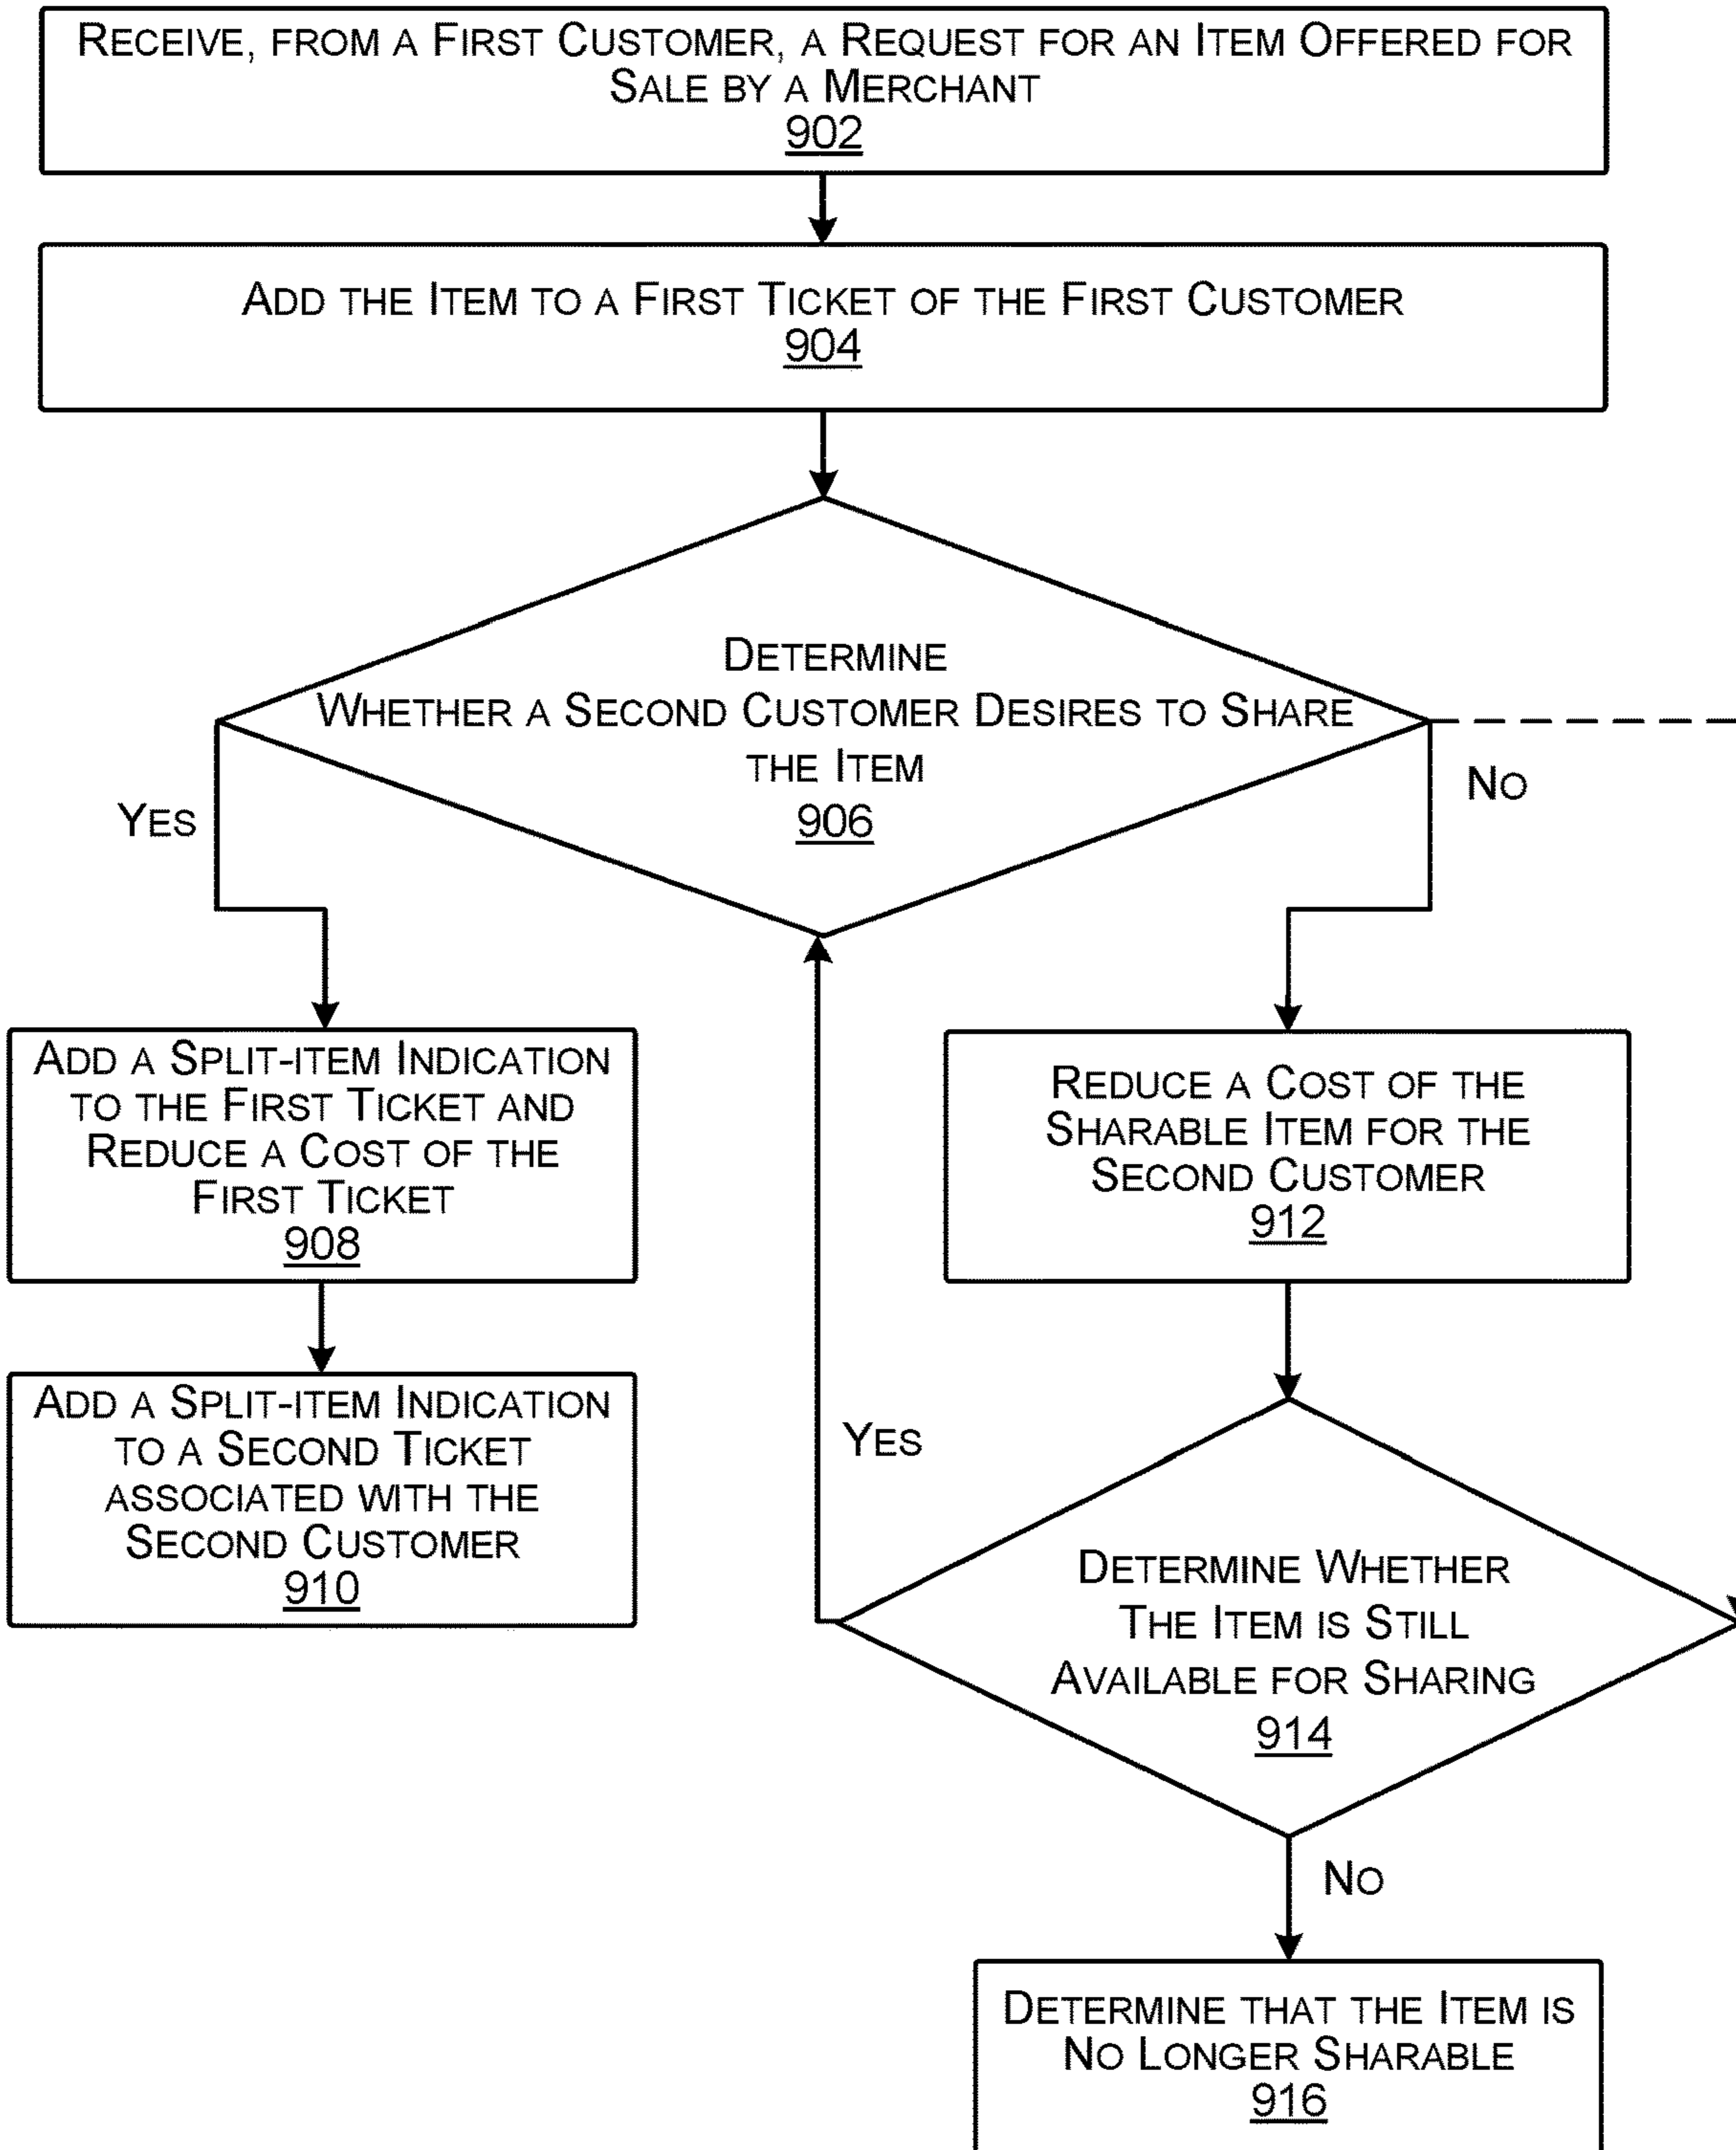 RECEIVE, FROM A FIRST CUSTOMER, A REQUEST FOR AN ITEM OFFERED FOR
SALE BY A MERCHANT
902
ADD THE ITEM TO A FIRST TICKET OF THE FIRST CUSTOMER
904
DETERMINE
WHETHER A SECOND CUSTOMER DESIRES TO SHARE
THE ITEM
906
YES
NO
ADD A SPLIT-ITEM INDICATION
TO THE FIRST TICKET AND
REDUCE A COST OF THE
FIRST TICKET
908
REDUCE A COST OF THE
SHARABLE ITEM FOR THE
SECOND CUSTOMER
912
ADD A SPLIT-ITEM INDICATION
TO A SECOND TICKET
ASSOCIATED WITH THE
SECOND CUSTOMER
910
YES
DETERMINE WHETHER
THE ITEM IS STILL
AVAILABLE FOR SHARING
914
NO
DETERMINE THAT THE ITEM IS
NO LONGER SHARABLE
916